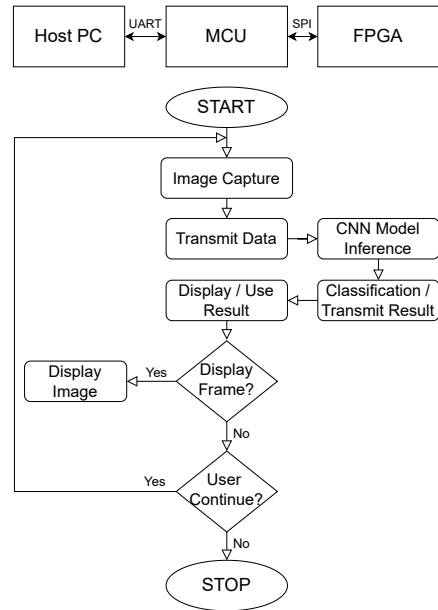 Host PC
UART
MCU
SPI
FPGA
START
Image Capture
Transmit Data
CNN Model
Inference
Display / Use
Result
Classification /
Transmit Result
Display
Image
Yes
Display
Frame?
No
Yes
User
Continue?
No
STOP